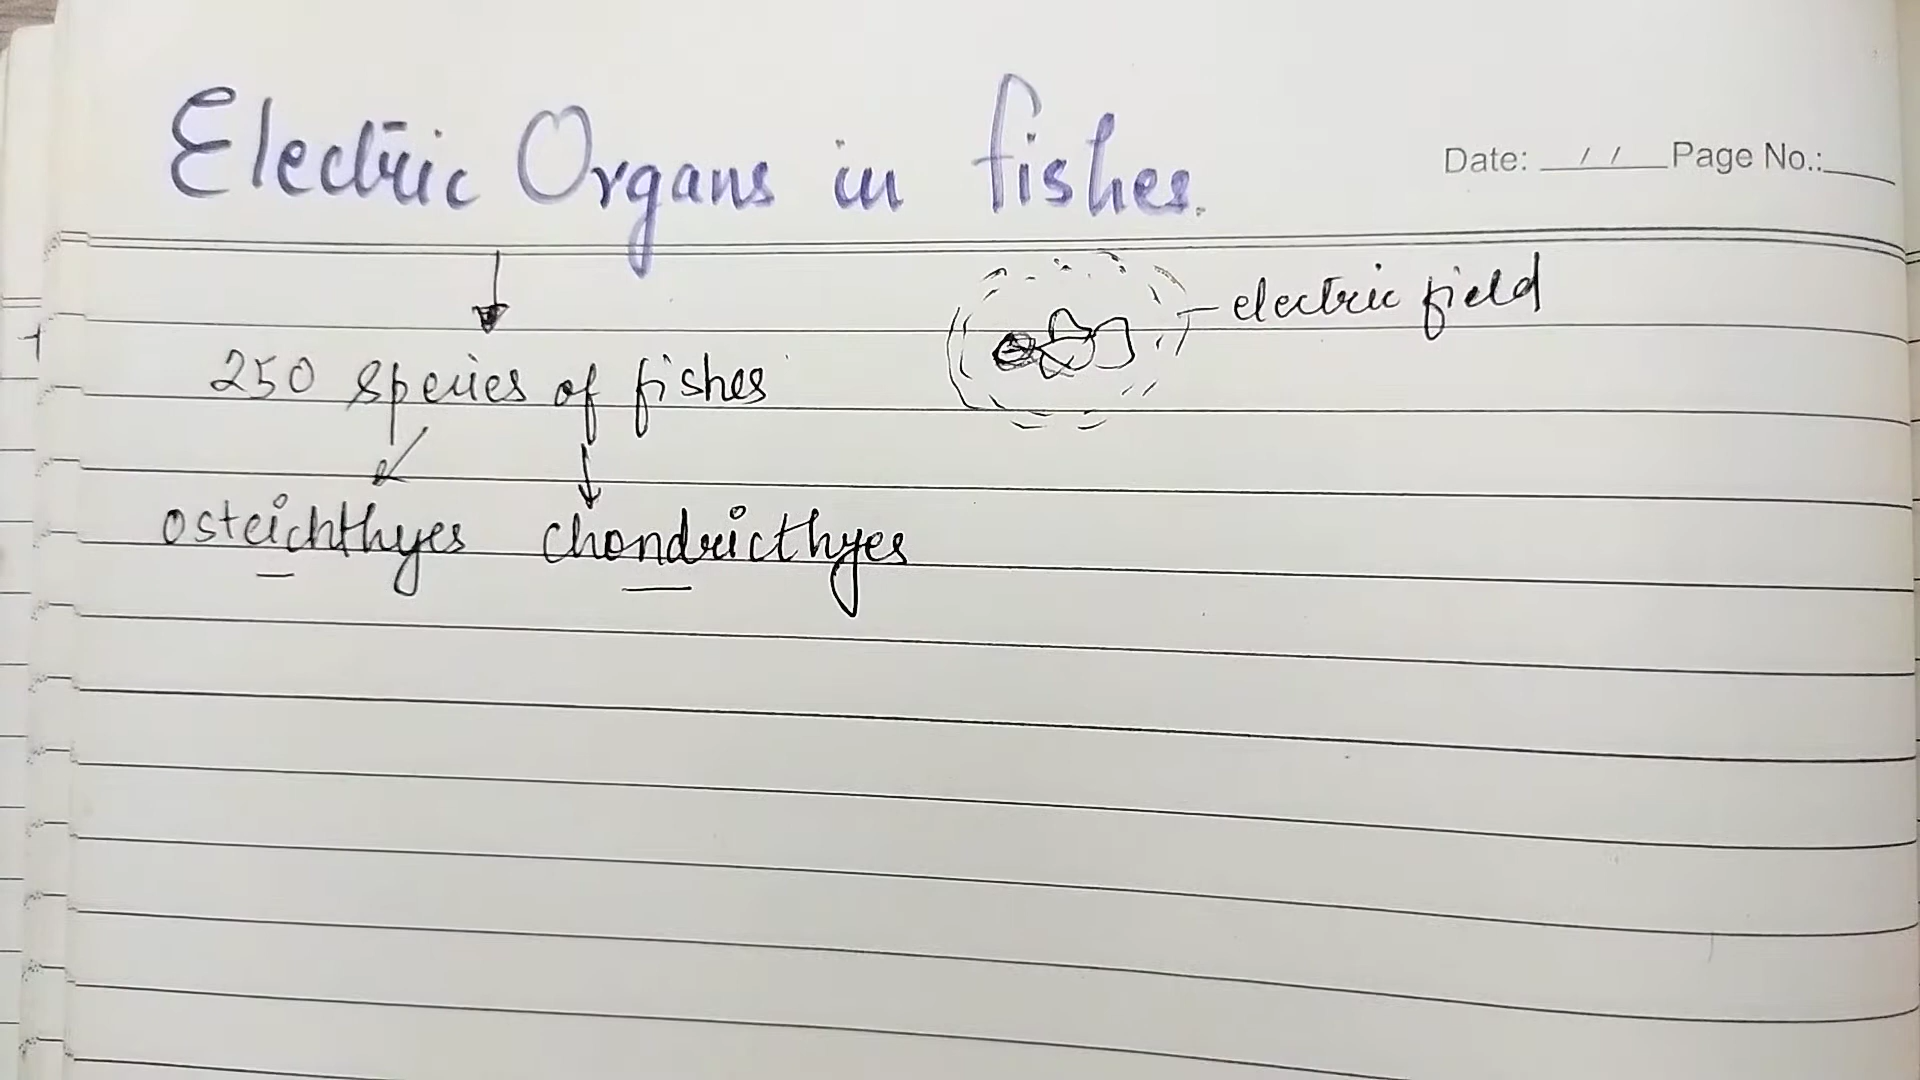 Electric Organs in fishes.
Date: / / Page No.:
electric field
250 species of fishes
osteichthyes chondricthyes